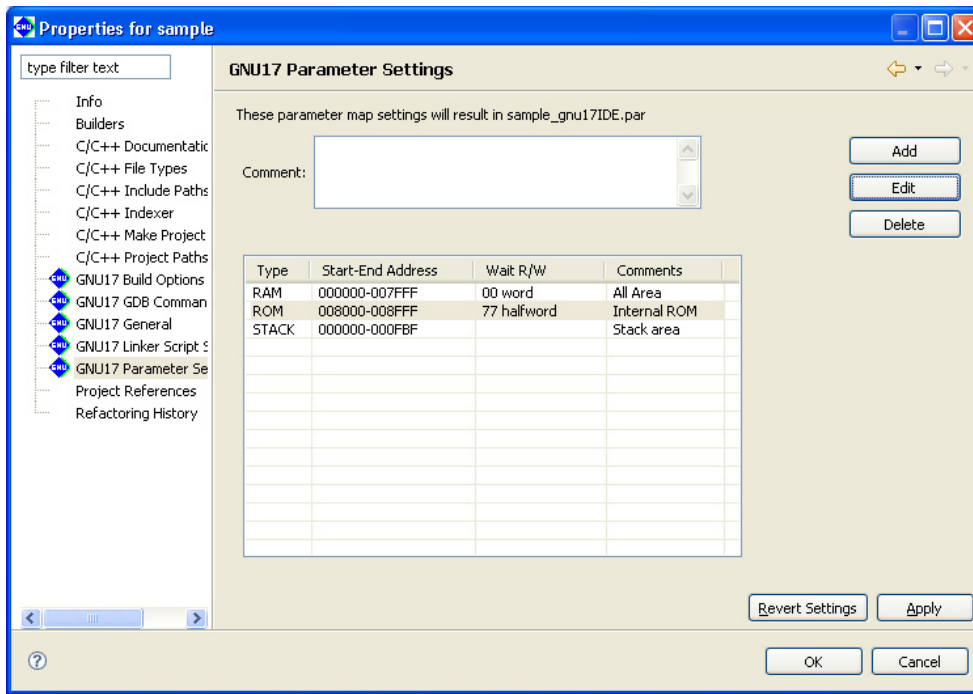 Properties for sample
type filter text
Info
Builders
C/C++ Documentatic
C/C++ File Types
C/C++ Include Paths
C/C++ Indexer
C/C++ Make Project
C/C++ Project Paths
GNU17 Build Options
GNU17 GDB Comman
GNU17 General
GNU17 Linker Script S
GNU17 Parameter Se
Project References
Refactoring History
GNU17 Parameter Settings
These parameter map settings will result in sample_gnu17IDE.par
Comment:
Add
Edit
Delete
Type Start-End Address Wait R/W Comments
RAM 000000-007FFF 00 word All Area
ROM 008000-008FFF 77 halfword Internal ROM
STACK 000000-000FBF Stack area
Revert Settings Apply
OK Cancel